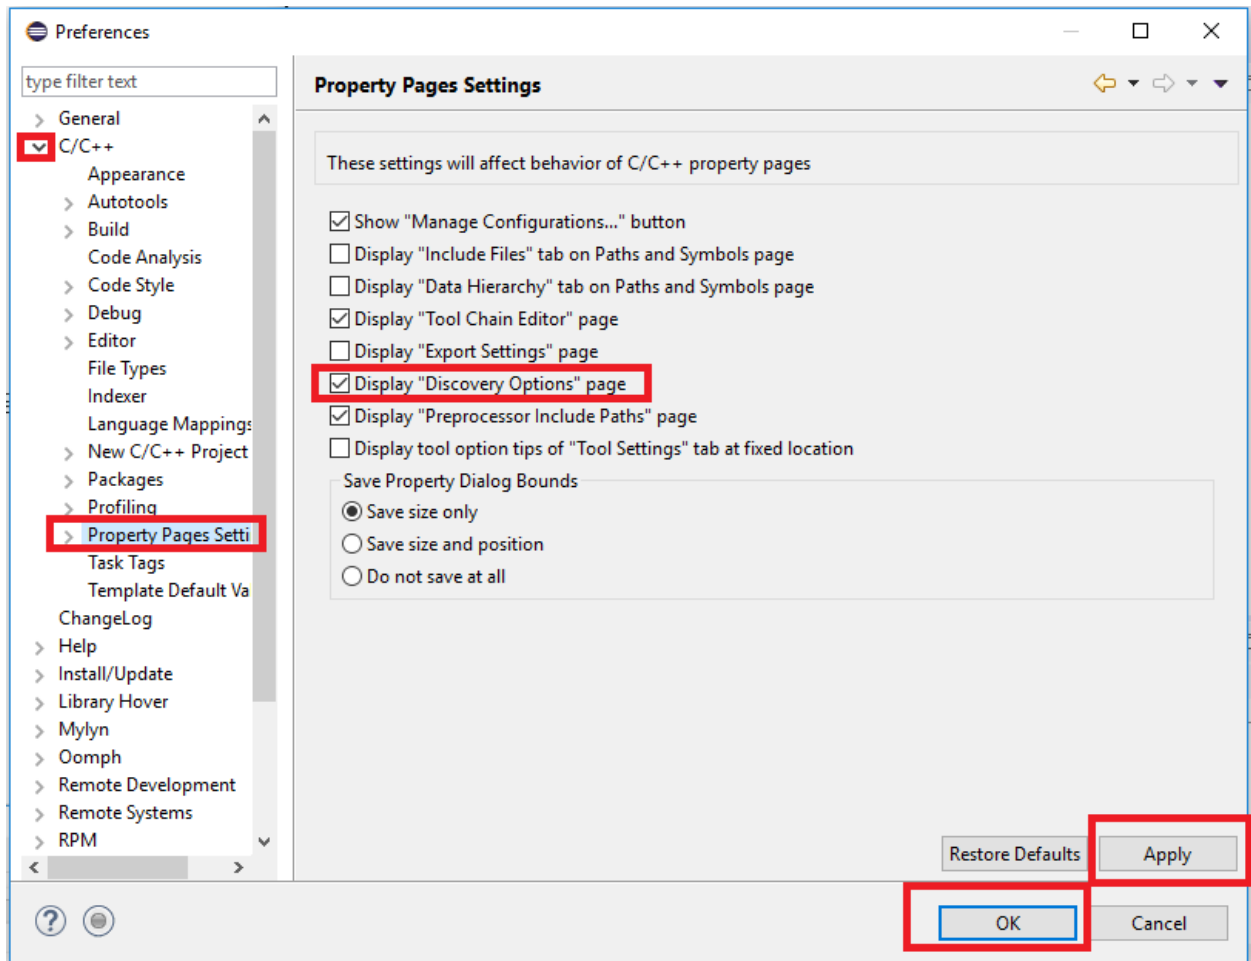 Preferences
type filter text
General
C/C++
Appearance
Autotools
Build
Code Analysis
Code Style
Debug
Editor
File Types
Indexer
Language Mappings
New C/C++ Project
Packages
Profiling
Property Pages Setti
Task Tags
Template Default Va
ChangeLog
Help
Install/Update
Library Hover
Mylyn
Oomph
Remote Development
Remote Systems
RPM
Property Pages Settings
These settings will affect behavior of C/C++ property pages
Show "Manage Configurations..." button
Display "Include Files" tab on Paths and Symbols page
Display "Data Hierarchy" tab on Paths and Symbols page
Display "Tool Chain Editor" page
Display "Export Settings" page
Display "Discovery Options" page
Display "Preprocessor Include Paths" page
Display tool option tips of "Tool Settings" tab at fixed location
Save Property Dialog Bounds
Save size only
Save size and position
Do not save at all
Restore Defaults
Apply
OK
Cancel